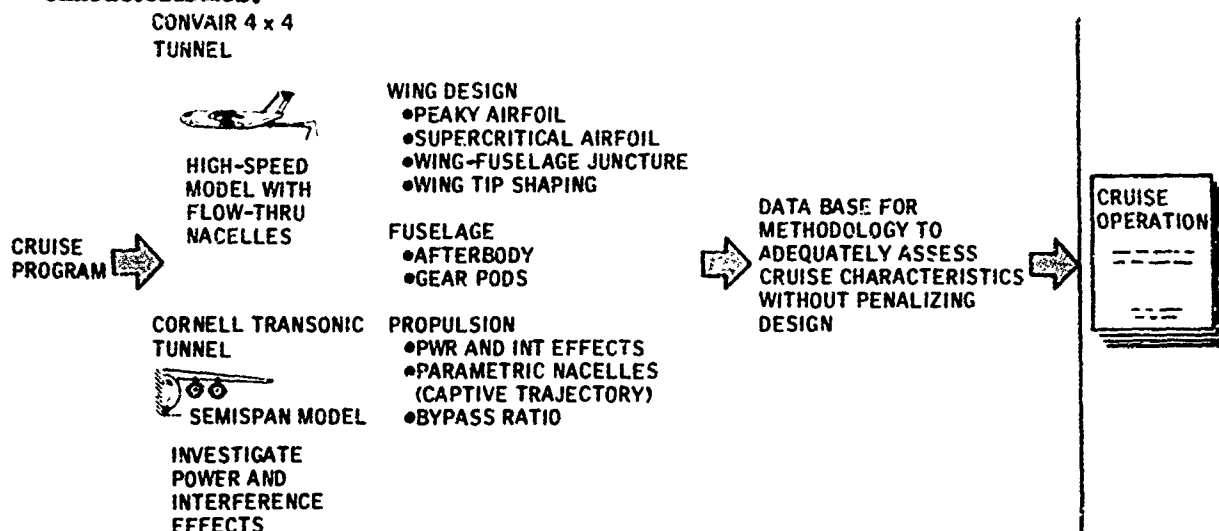 CONVAIR 4 x 4
TUNNEL
HIGH-SPEED
MODEL WITH
FLOW-THRU
NACELLES
CRUISE
PROGRAM
CORNELL TRANSONIC
TUNNEL
SEMISPAN MODEL
INVESTIGATE
POWER AND
INTERFERENCE
EFFECTS
WING DESIGN
•PEAKY AIRFOIL
•SUPERCRITICAL AIRFOIL
•WING-FUSELAGE JUNCTURE
•WING TIP SHAPING
FUSELAGE
•AFTERBODY
•GEAR PODS
PROPULSION
•PWR AND INT EFFECTS
•PARAMETRIC NACELLES
(CAPTIVE TRAJECTORY)
•BYPASS RATIO
DATA BASE FOR
METHODOLOGY TO
ADEQUATELY ASSESS
CRUISE CHARACTERISTICS
WITHOUT PENALIZING
DESIGN
CRUISE
OPERATION